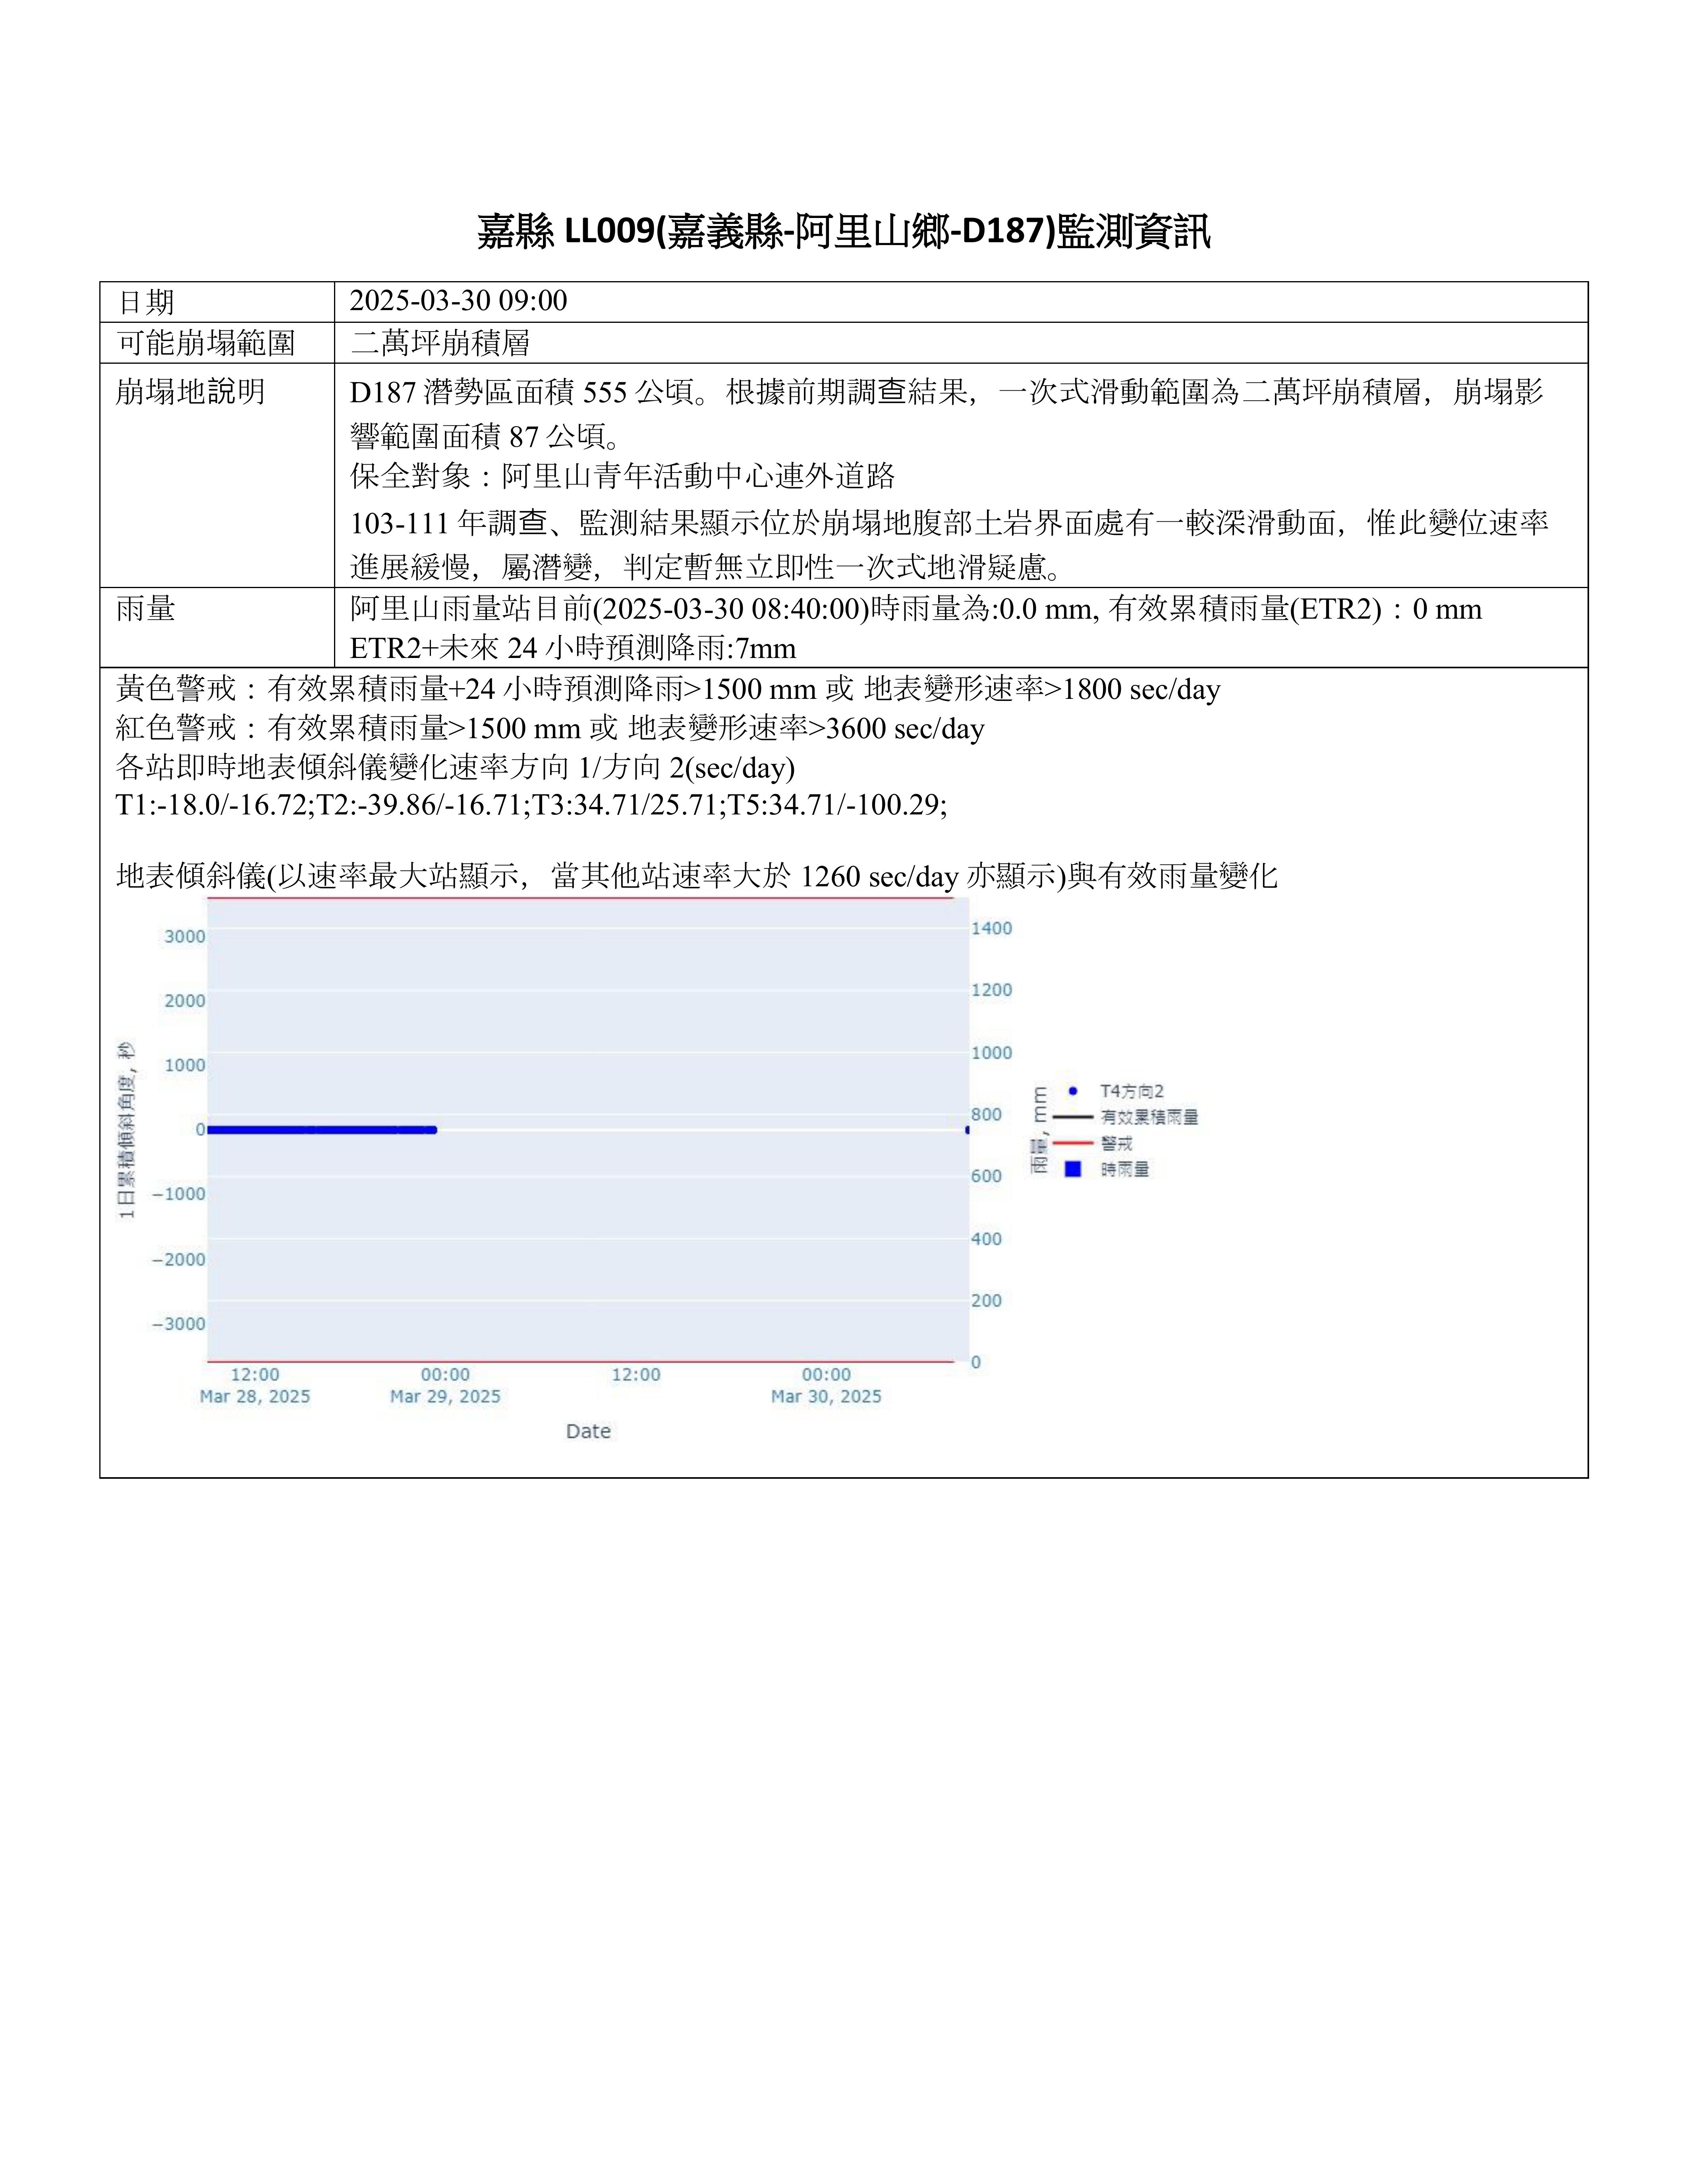 嘉縣 LL009(嘉義縣-阿里山鄉-D187)監測資訊
日期 2025-03-30 09:00
可能崩塌範圍 二萬坪崩積層
崩塌地說明 D187 潛勢區面積 555 公頃。根據前期調查結果，一次式滑動範圍為二萬坪崩積層，崩塌影
響範圍面積 87 公頃。
保全對象：阿里山青年活動中心連外道路
103-111 年調查、監測結果顯示位於崩塌地腹部土岩界面處有一較深滑動面，惟此變位速率
進展緩慢，屬潛變，判定暫無立即性一次式地滑疑慮。
雨量 阿里山雨量站目前(2025-03-30 08:40:00)時雨量為:0.0 mm, 有效累積雨量(ETR2)：0 mm
ETR2+未來 24 小時預測降雨:7mm
黃色警戒：有效累積雨量+24 小時預測降雨>1500 mm 或 地表變形速率>1800 sec/day
紅色警戒：有效累積雨量>1500 mm 或 地表變形速率>3600 sec/day
各站即時地表傾斜儀變化速率方向 1/方向 2(sec/day)
T1:-18.0/-16.72;T2:-39.86/-16.71;T3:34.71/25.71;T5:34.71/-100.29;
地表傾斜儀(以速率最大站顯示，當其他站速率大於 1260 sec/day 亦顯示)與有效雨量變化
1日累積傾斜角度, 秒
3000
2000
1000
0
−1000
−2000
−3000
1400
1200
1000
800
600
400
200
0
雨量, mm
T4方向2
有效累積雨量
警戒
時雨量
12:00 00:00 12:00 00:00
Mar 28, 2025 Mar 29, 2025 Mar 30, 2025
Date